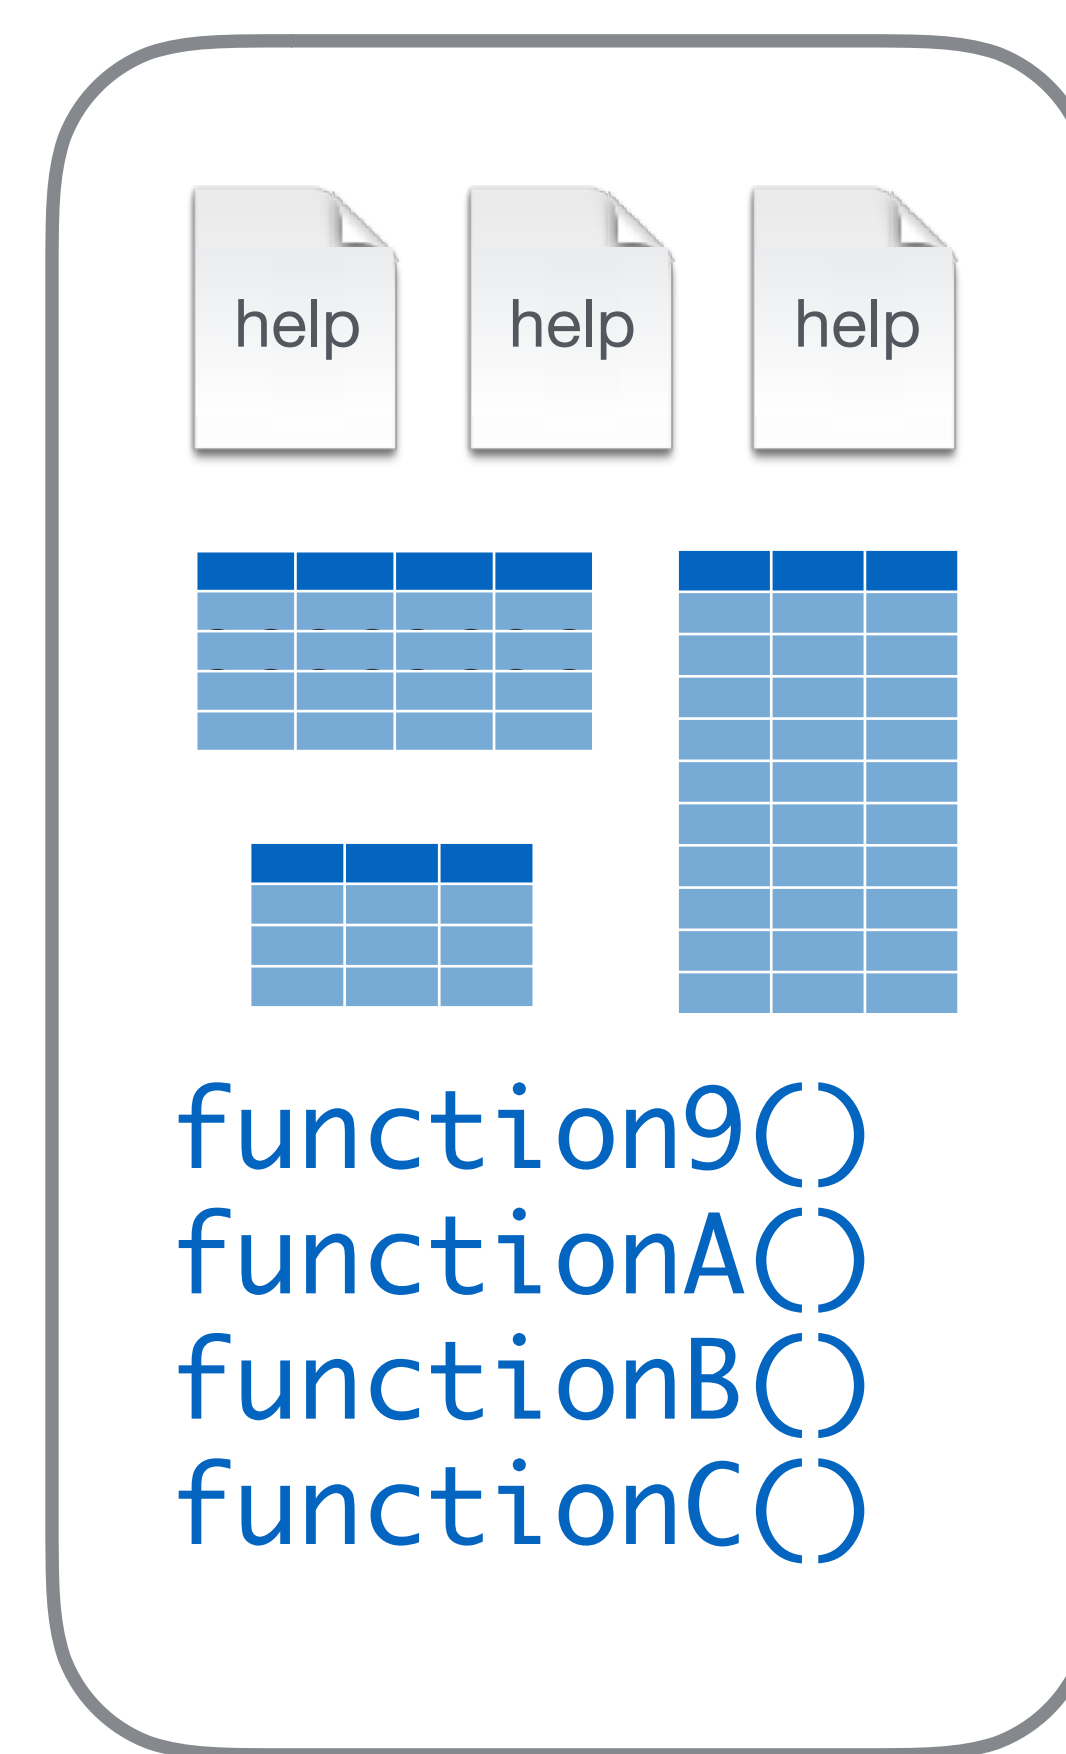 help help help
function9()
functionA()
functionB()
functionC()